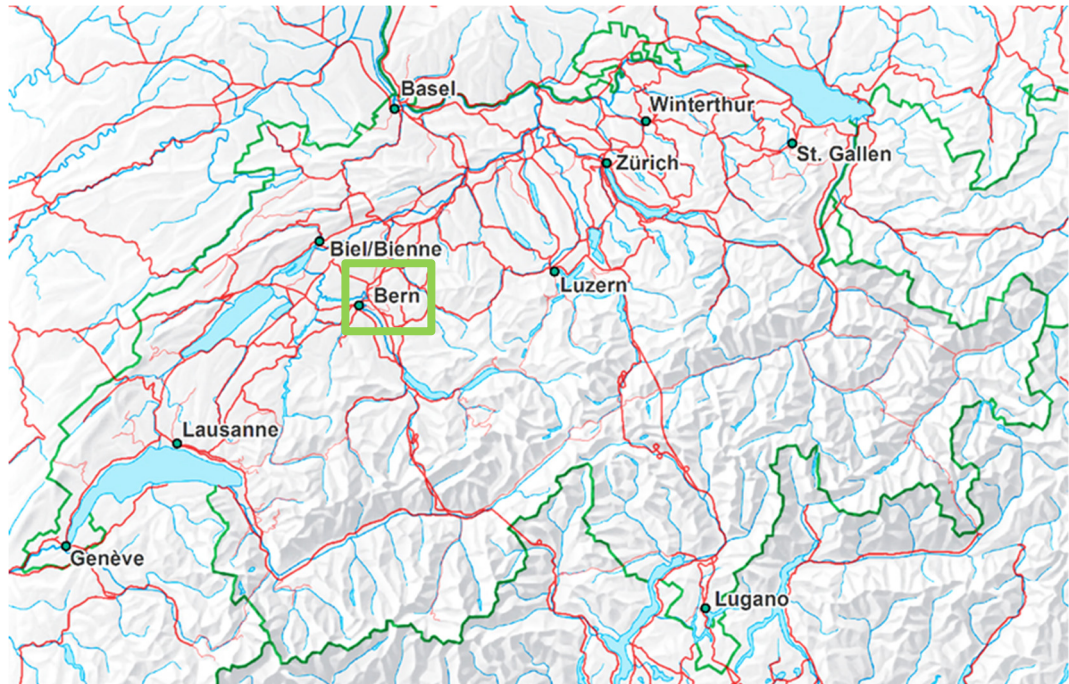 Basel
Winterthur
St. Gallen
Zürich
Biel/Bienne
Luzern
Bern
Lausanne
Genève
Lugano